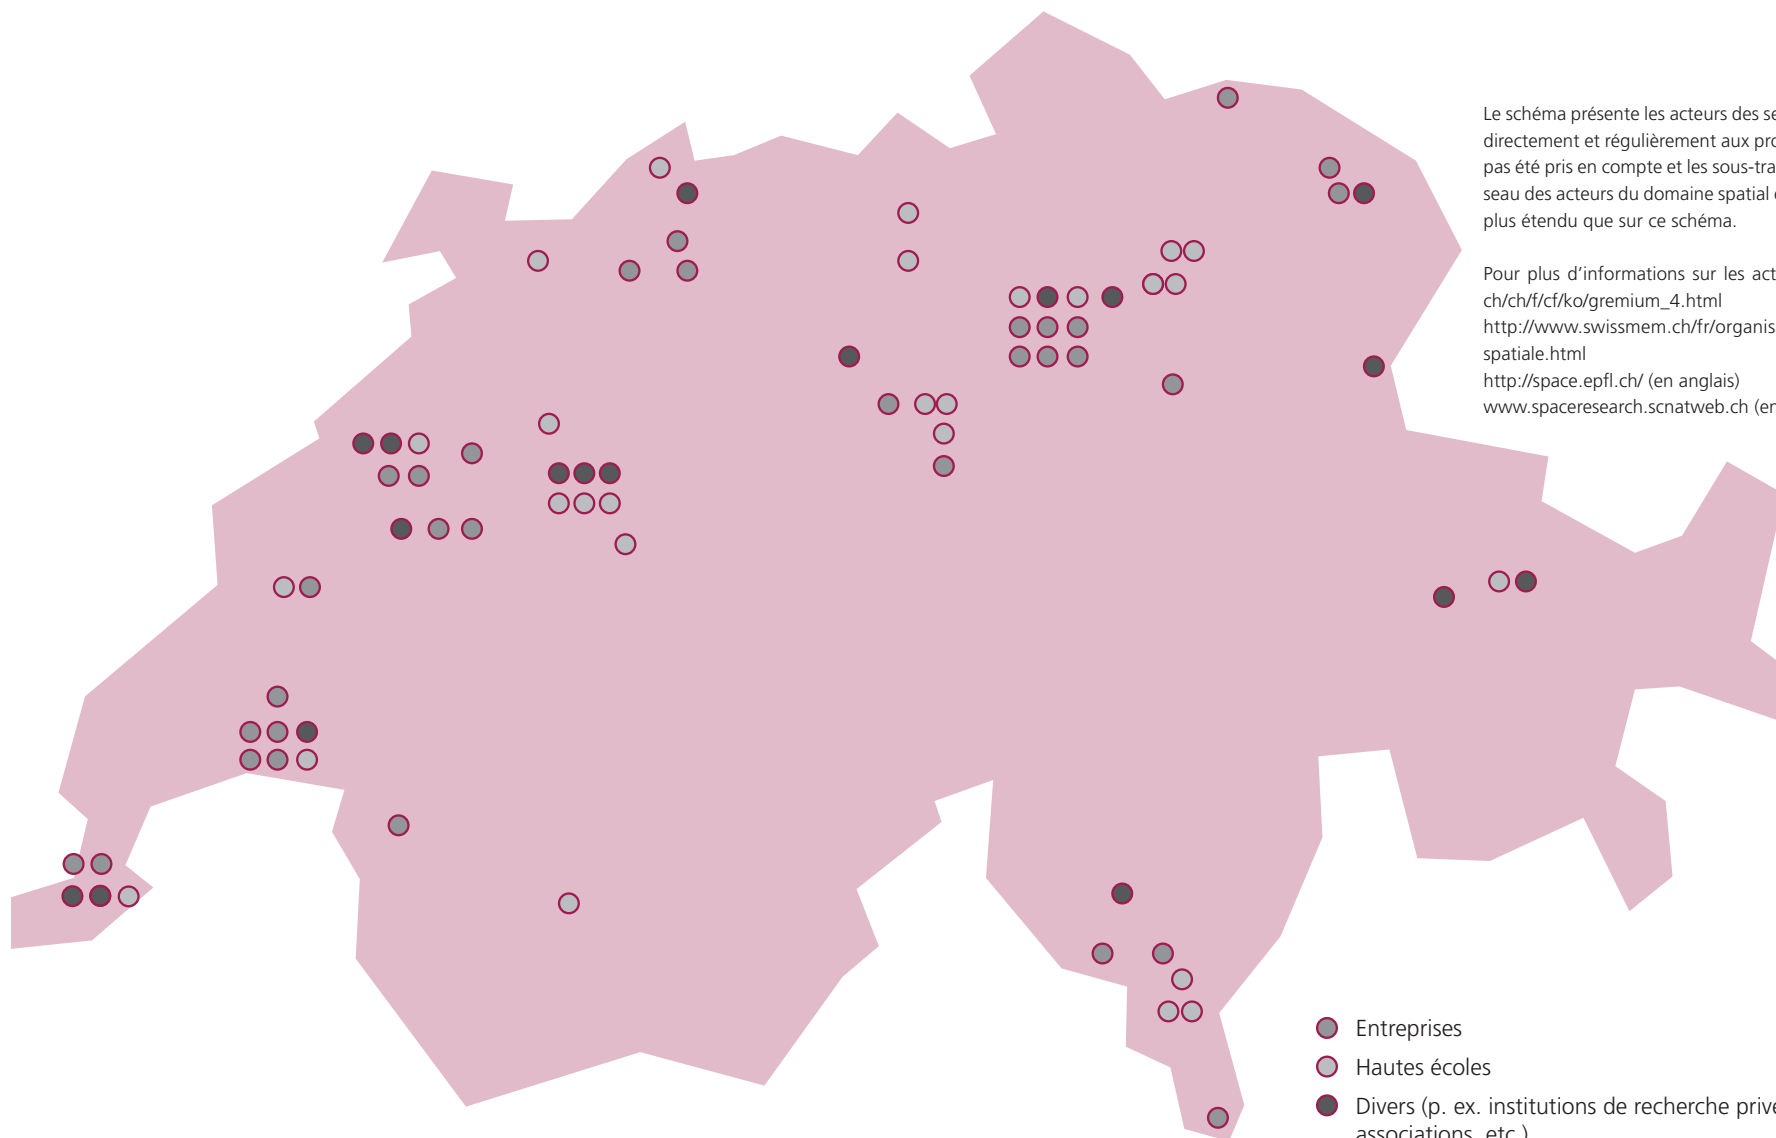 Le schéma présente les acteurs des se
directement et régulièrement aux pro
pas été pris en compte et les sous-tra
seau des acteurs du domaine spatial e
plus étendu que sur ce schéma.
Pour plus d’informations sur les act
ch/ch/f/cf/ko/gremium_4.html
http://www.swissmem.ch/fr/organis
spatiale.html
http://space.epfl.ch/ (en anglais)
www.spaceresearch.scnatweb.ch (en
Entreprises
Hautes écoles
Divers (p. ex. institutions de recherche privé
associations, etc.)